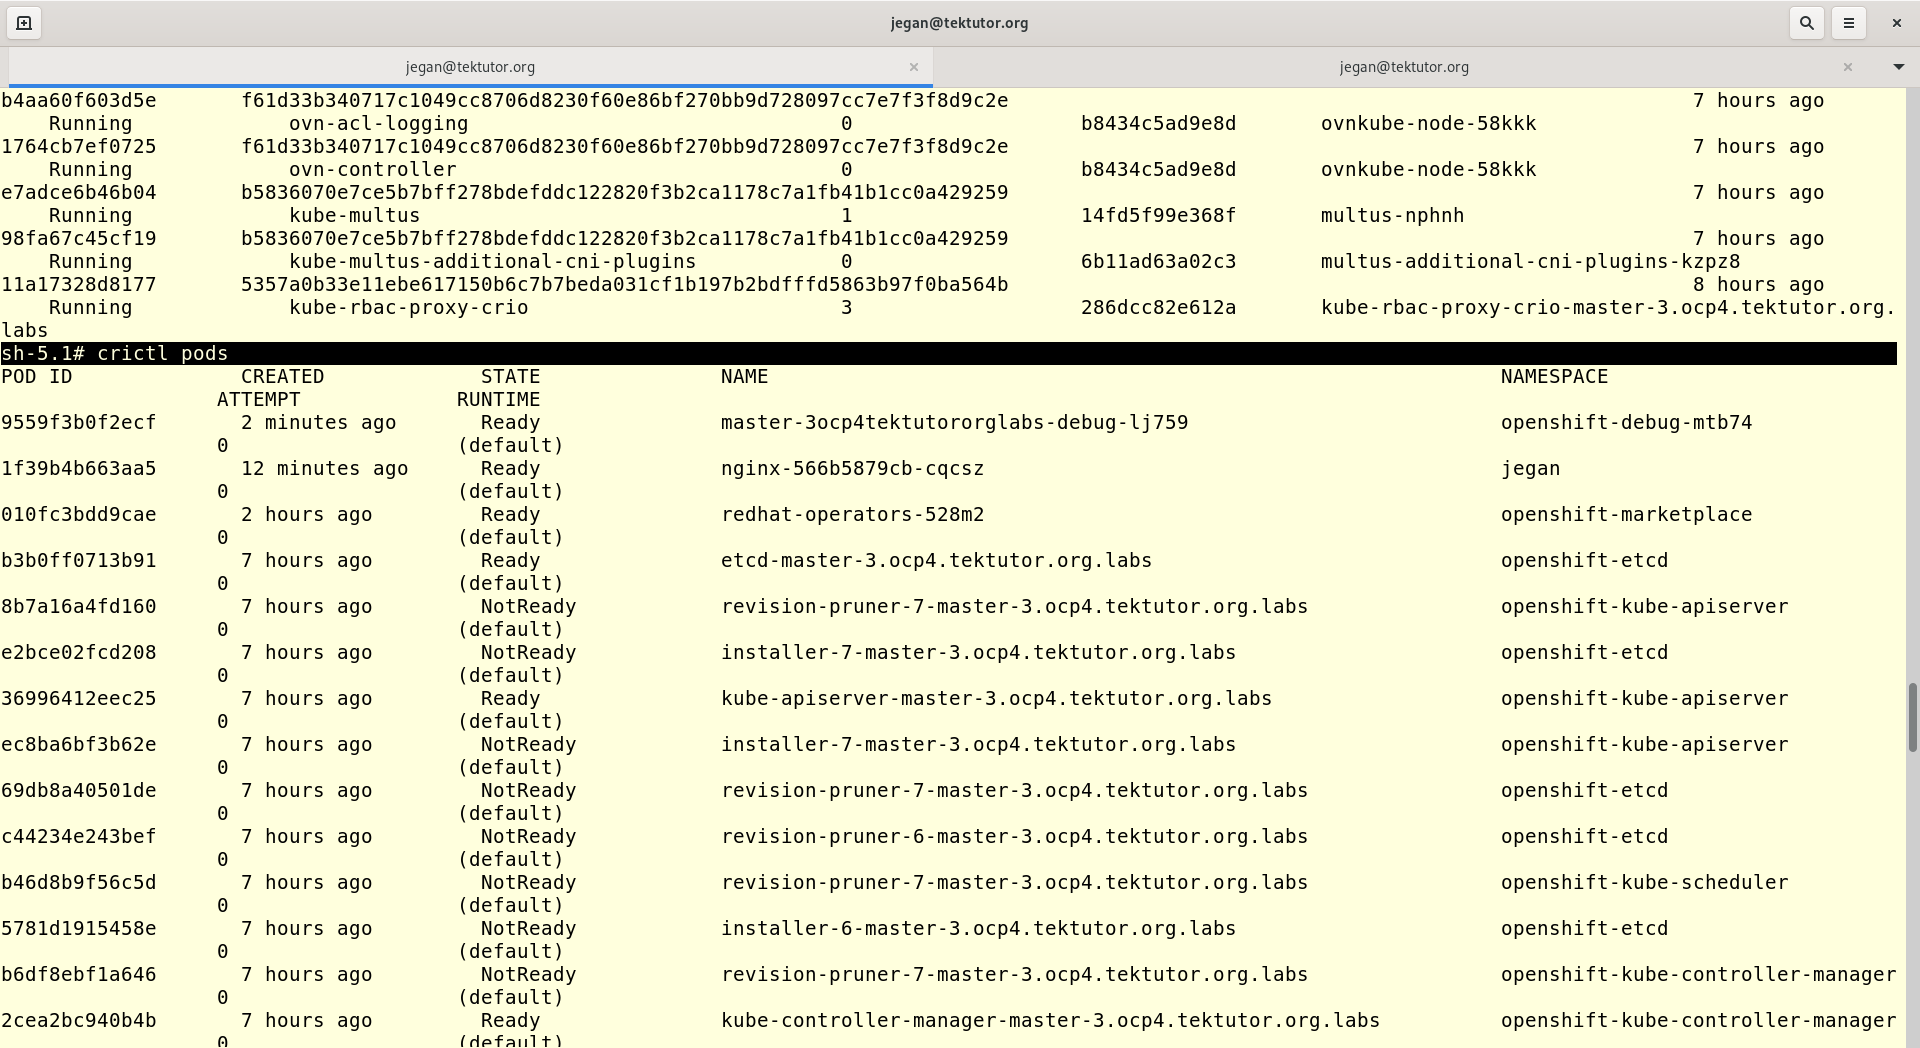 jegan@tektutor.org
jegan@tektutor.org jegan@tektutor.org
b4aa60f603d5e f61d33b340717c1049cc8706d8230f60e86bf270bb9d728097cc7e7f3f8d9c2e 7 hours ago
Running ovn-acl-logging 0 b8434c5ad9e8d ovnkube-node-58kkk
1764cb7ef0725 f61d33b340717c1049cc8706d8230f60e86bf270bb9d728097cc7e7f3f8d9c2e 7 hours ago
Running ovn-controller 0 b8434c5ad9e8d ovnkube-node-58kkk
e7adce6b46b04 b5836070e7ce5b7bff278bdefddc122820f3b2ca1178c7a1fb41b1cc0a429259 7 hours ago
Running kube-multus 1 14fd5f99e368f multus-nphnh
98fa67c45cf19 b5836070e7ce5b7bff278bdefddc122820f3b2ca1178c7a1fb41b1cc0a429259 7 hours ago
Running kube-multus-additional-cni-plugins 0 6b11ad63a02c3 multus-additional-cni-plugins-kzpz8
11a17328d8177 5357a0b33e11ebe617150b6c7b7beda031cf1b197b2bdfffd5863b97f0ba564b 8 hours ago
Running kube-rbac-proxy-crio 3 286dcc82e612a kube-rbac-proxy-crio-master-3.ocp4.tektutor.org.
labs
sh-5.1# crictl pods
POD ID CREATED STATE NAME NAMESPACE
ATTEMPT RUNTIME
9559f3b0f2ecf 2 minutes ago Ready master-3ocp4tektutororglabs-debug-lj759 openshift-debug-mtb74
0 (default)
1f39b4b663aa5 12 minutes ago Ready nginx-566b5879cb-cqcsz jegan
0 (default)
010fc3bdd9cae 2 hours ago Ready redhat-operators-528m2 openshift-marketplace
0 (default)
b3b0ff0713b91 7 hours ago Ready etcd-master-3.ocp4.tektutor.org.labs openshift-etcd
0 (default)
8b7a16a4fd160 7 hours ago NotReady revision-pruner-7-master-3.ocp4.tektutor.org.labs openshift-kube-apiserver
0 (default)
e2bce02fcd208 7 hours ago NotReady installer-7-master-3.ocp4.tektutor.org.labs openshift-etcd
0 (default)
36996412eec25 7 hours ago Ready kube-apiserver-master-3.ocp4.tektutor.org.labs openshift-kube-apiserver
0 (default)
ec8ba6bf3b62e 7 hours ago NotReady installer-7-master-3.ocp4.tektutor.org.labs openshift-kube-apiserver
0 (default)
69db8a40501de 7 hours ago NotReady revision-pruner-7-master-3.ocp4.tektutor.org.labs openshift-etcd
0 (default)
c44234e243bef 7 hours ago NotReady revision-pruner-6-master-3.ocp4.tektutor.org.labs openshift-etcd
0 (default)
b46d8b9f56c5d 7 hours ago NotReady revision-pruner-7-master-3.ocp4.tektutor.org.labs openshift-kube-scheduler
0 (default)
5781d1915458e 7 hours ago NotReady installer-6-master-3.ocp4.tektutor.org.labs openshift-etcd
0 (default)
b6df8ebf1a646 7 hours ago NotReady revision-pruner-7-master-3.ocp4.tektutor.org.labs openshift-kube-controller-manager
0 (default)
2cea2bc940b4b 7 hours ago Ready kube-controller-manager-master-3.ocp4.tektutor.org.labs openshift-kube-controller-manager
0 (default)